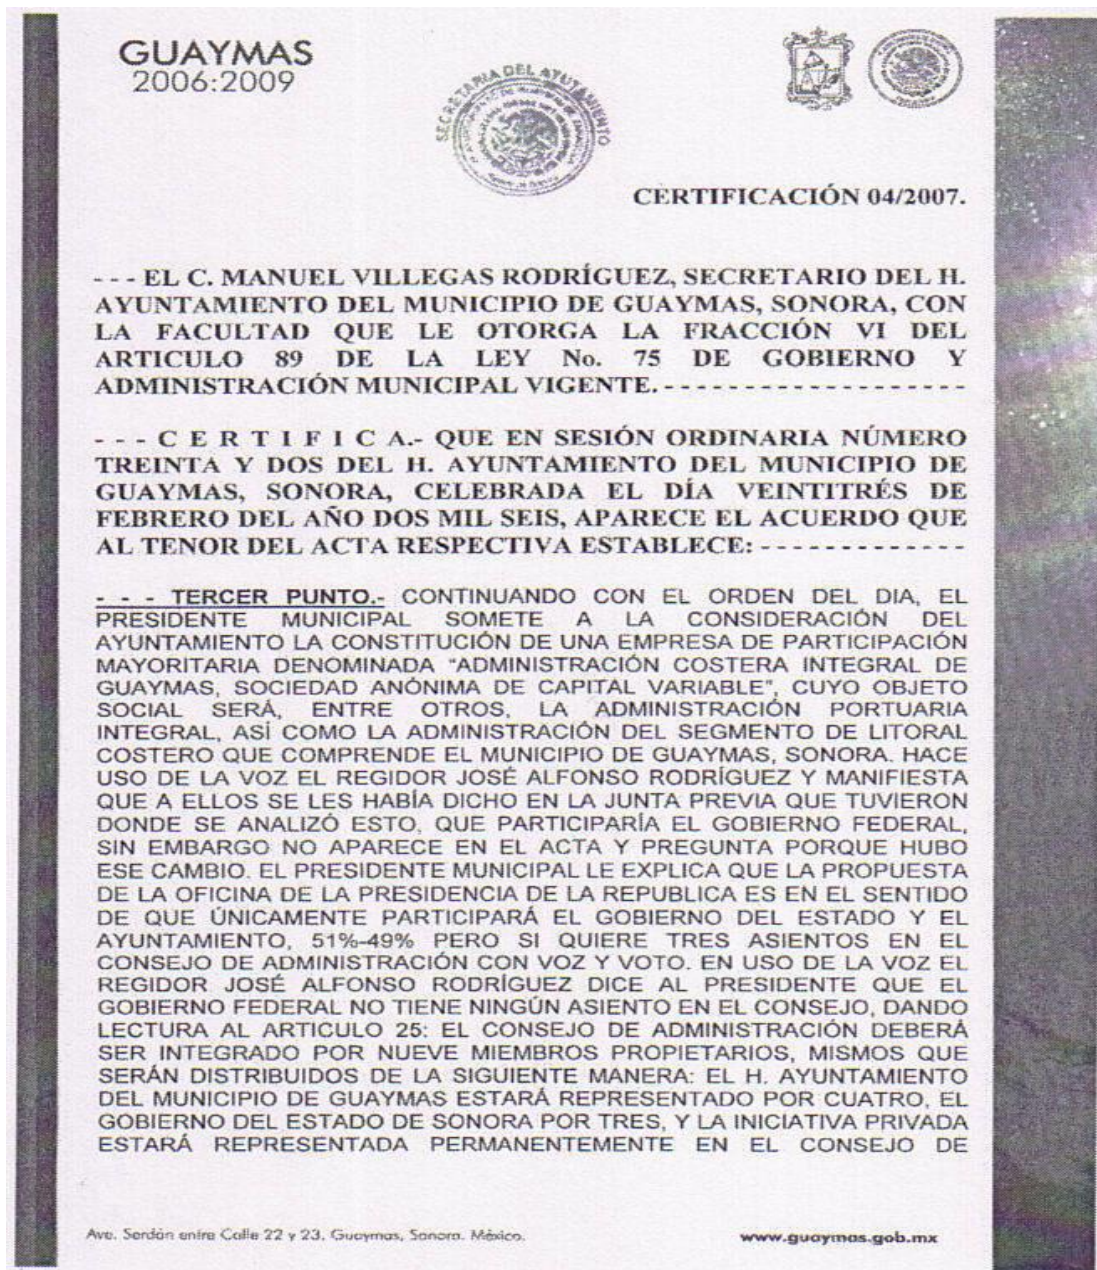 GUAYMAS
2006:2009
SECRETARIA DEL AYUTAMIENTO
CERTIFICACIÓN 04/2007.
- - - EL C. MANUEL VILLEGAS RODRÍGUEZ, SECRETARIO DEL H.
AYUNTAMIENTO DEL MUNICIPIO DE GUAYMAS, SONORA, CON
LA FACULTAD QUE LE OTORGA LA FRACCIÓN VI DEL
ARTICULO 89 DE LA LEY No. 75 DE GOBIERNO Y
ADMINISTRACIÓN MUNICIPAL VIGENTE. - - - - - - - - - - - - - - - - - - - -
- - - C E R T I F I C A.- QUE EN SESIÓN ORDINARIA NÚMERO
TREINTA Y DOS DEL H. AYUNTAMIENTO DEL MUNICIPIO DE
GUAYMAS, SONORA, CELEBRADA EL DÍA VEINTITRÉS DE
FEBRERO DEL AÑO DOS MIL SEIS, APARECE EL ACUERDO QUE
AL TENOR DEL ACTA RESPECTIVA ESTABLECE: - - - - - - - - - - - - -
- - - TERCER PUNTO.- CONTINUANDO CON EL ORDEN DEL DIA, EL
PRESIDENTE MUNICIPAL SOMETE A LA CONSIDERACIÓN DEL
AYUNTAMIENTO LA CONSTITUCIÓN DE UNA EMPRESA DE PARTICIPACIÓN
MAYORITARIA DENOMINADA "ADMINISTRACIÓN COSTERA INTEGRAL DE
GUAYMAS, SOCIEDAD ANÓNIMA DE CAPITAL VARIABLE", CUYO OBJETO
SOCIAL SERÁ, ENTRE OTROS, LA ADMINISTRACIÓN PORTUARIA
INTEGRAL, ASÍ COMO LA ADMINISTRACIÓN DEL SEGMENTO DE LITORAL
COSTERO QUE COMPRENDE EL MUNICIPIO DE GUAYMAS, SONORA. HACE
USO DE LA VOZ EL REGIDOR JOSÉ ALFONSO RODRÍGUEZ Y MANIFIESTA
QUE A ELLOS SE LES HABÍA DICHO EN LA JUNTA PREVIA QUE TUVIERON
DONDE SE ANALIZÓ ESTO, QUE PARTICIPARÍA EL GOBIERNO FEDERAL,
SIN EMBARGO NO APARECE EN EL ACTA Y PREGUNTA PORQUE HUBO
ESE CAMBIO. EL PRESIDENTE MUNICIPAL LE EXPLICA QUE LA PROPUESTA
DE LA OFICINA DE LA PRESIDENCIA DE LA REPUBLICA ES EN EL SENTIDO
DE QUE ÚNICAMENTE PARTICIPARÁ EL GOBIERNO DEL ESTADO Y EL
AYUNTAMIENTO, 51%-49% PERO SI QUIERE TRES ASIENTOS EN EL
CONSEJO DE ADMINISTRACIÓN CON VOZ Y VOTO. EN USO DE LA VOZ EL
REGIDOR JOSÉ ALFONSO RODRÍGUEZ DICE AL PRESIDENTE QUE EL
GOBIERNO FEDERAL NO TIENE NINGÚN ASIENTO EN EL CONSEJO, DANDO
LECTURA AL ARTICULO 25: EL CONSEJO DE ADMINISTRACIÓN DEBERÁ
SER INTEGRADO POR NUEVE MIEMBROS PROPIETARIOS, MISMOS QUE
SERÁN DISTRIBUIDOS DE LA SIGUIENTE MANERA: EL H. AYUNTAMIENTO
DEL MUNICIPIO DE GUAYMAS ESTARÁ REPRESENTADO POR CUATRO, EL
GOBIERNO DEL ESTADO DE SONORA POR TRES, Y LA INICIATIVA PRIVADA
ESTARÁ REPRESENTADA PERMANENTEMENTE EN EL CONSEJO DE
Ave. Serdán entre Calle 22 y 23, Guaymas, Sonora. México.
www.guaymas.gob.mx